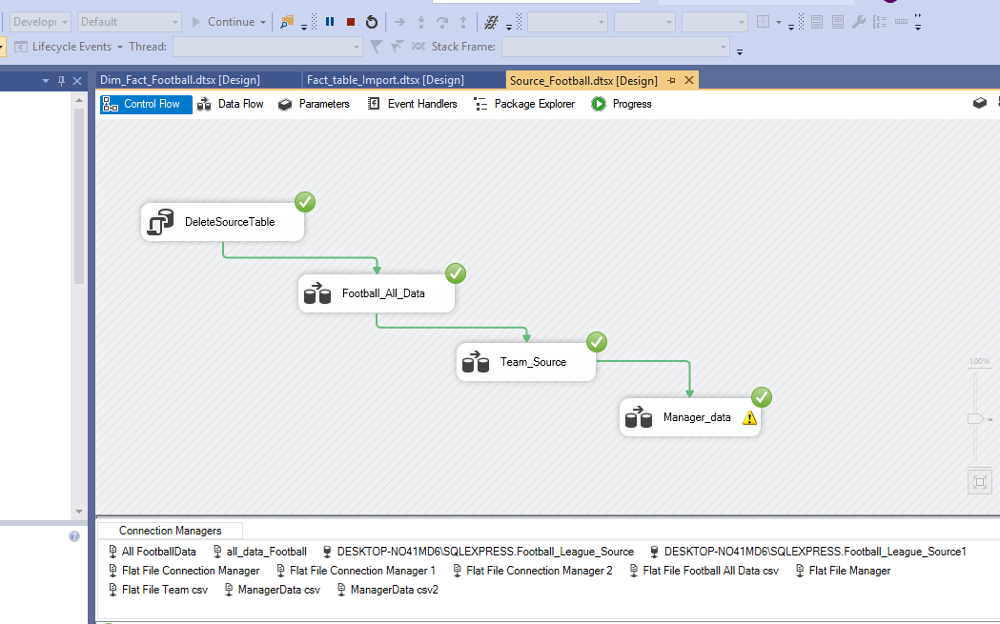 Developı Default Continue
Lifecycle Events Thread: Stack Frame:
Dim_Fact_Football.dtsx [Design] Fact_table_Import.dtsx [Design] Source_Football.dtsx [Design]
Control Flow Data Flow Parameters Event Handlers Package Explorer Progress
DeleteSourceTable
Football_All_Data
Team_Source
Manager_data
100%
Connection Managers
All FootballData all_data_Football DESKTOP-NO41MD6\SQLEXPRESS.Football_League_Source DESKTOP-NO41MD6\SQLEXPRESS.Football_League_Source1
Flat File Connection Manager Flat File Connection Manager 1 Flat File Connection Manager 2 Flat File Football All Data csv Flat File Manager
Flat File Team csv ManagerData csv ManagerData csv2